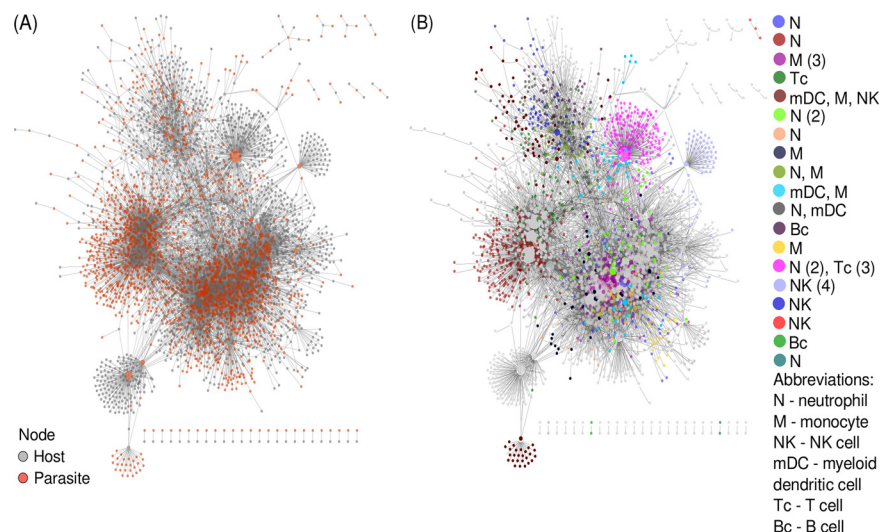 (A)
(B)
Node
Host
Parasite
N
N
M (3)
Tc
mDC, M, NK
N (2)
N
M
N, M
mDC, M
N, mDC
Bc
M
N (2), Tc (3)
NK (4)
NK
NK
Bc
N
Abbreviations:
N - neutrophil
M - monocyte
NK - NK cell
mDC - myeloid
dendritic cell
Tc - T cell
Bc - B cell